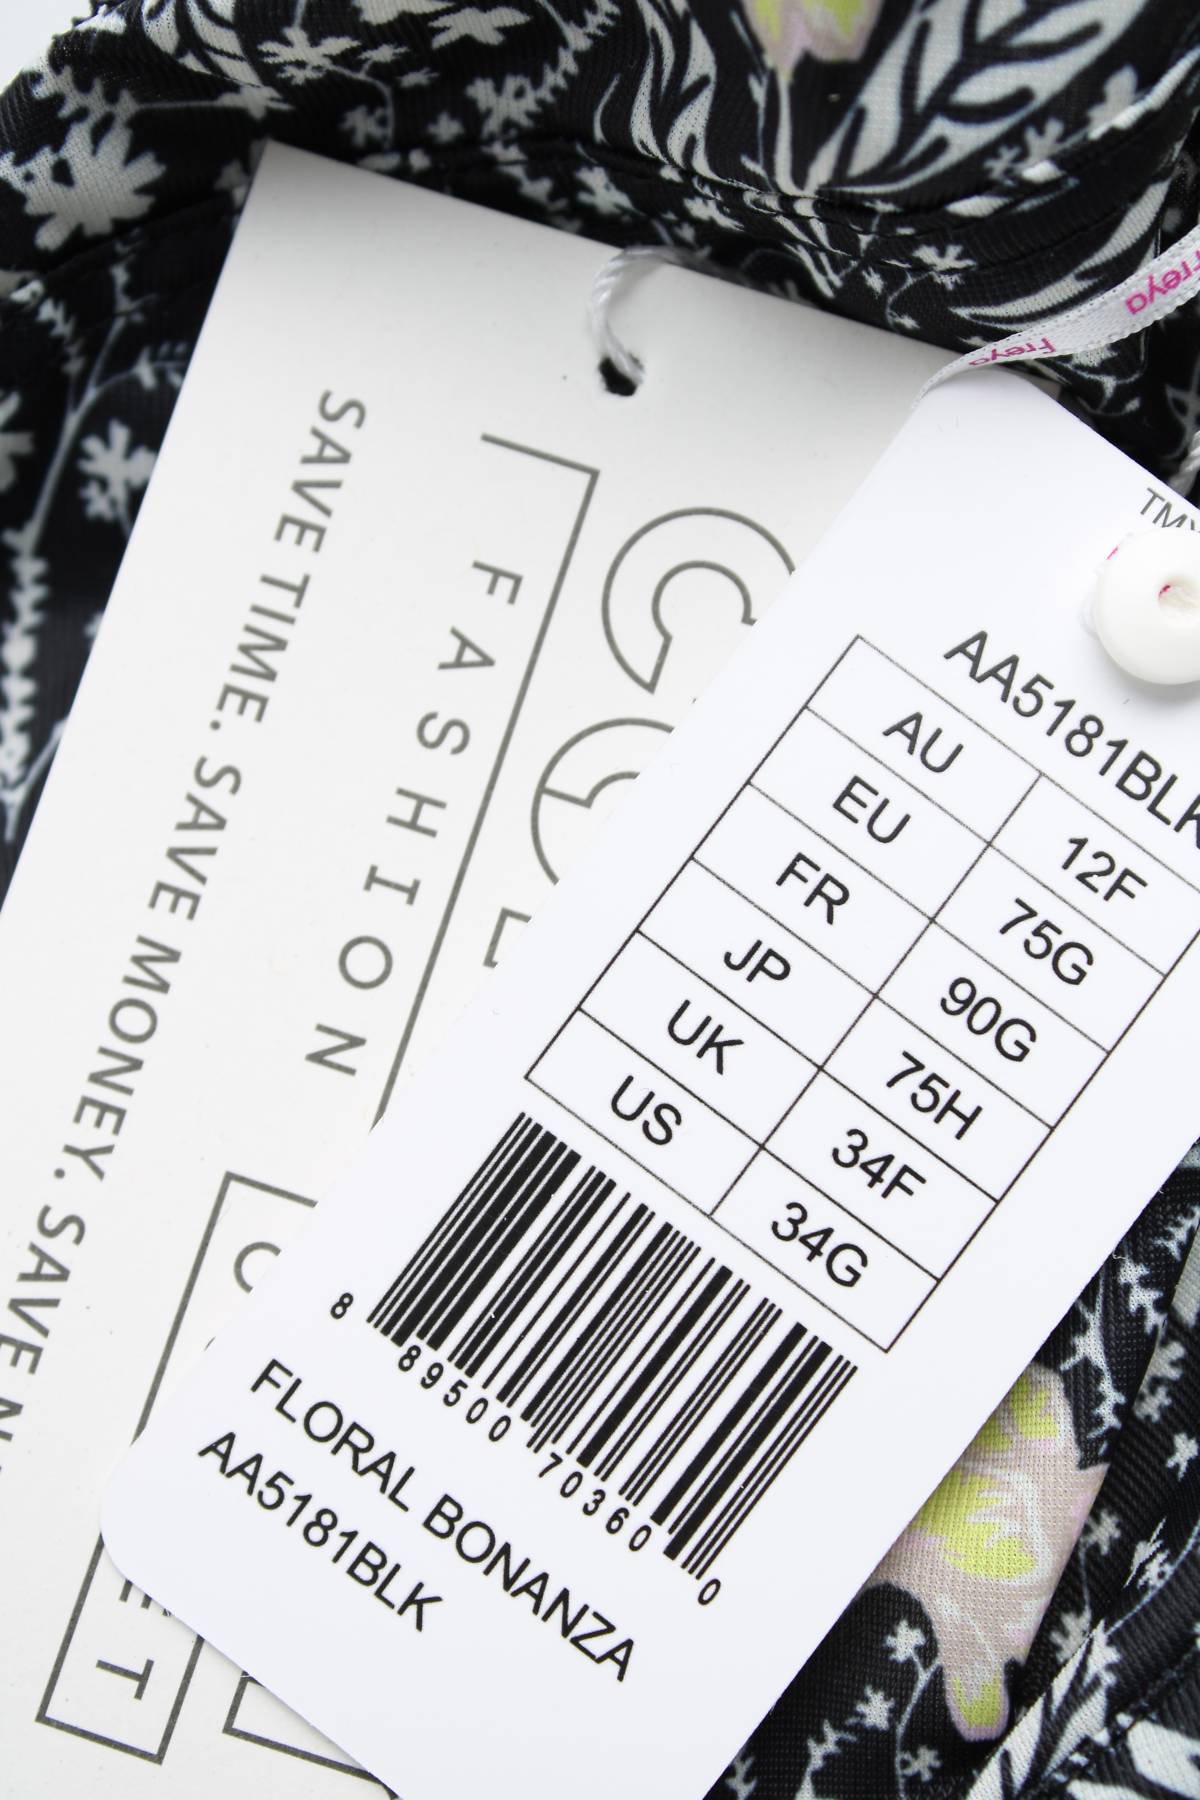 Freya
Freya
SAVE TIME. SAVE MONEY. SAVE
FASHION
AA5181BLK
AU 12F
EU 75G
FR 90G
JP 75H
UK 34F
US 34G
8 89500 70360 0
FLORAL BONANZA
AA5181BLK